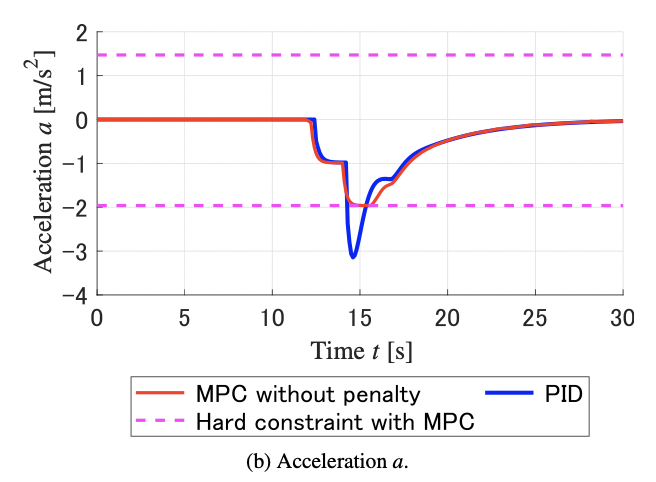 2
1
0
−1
−2
−3
−4
Acceleration a [m/s²]
0 5 10 15 20 25 30
Time t [s]
MPC without penalty PID
Hard constraint with MPC
(b) Acceleration a.